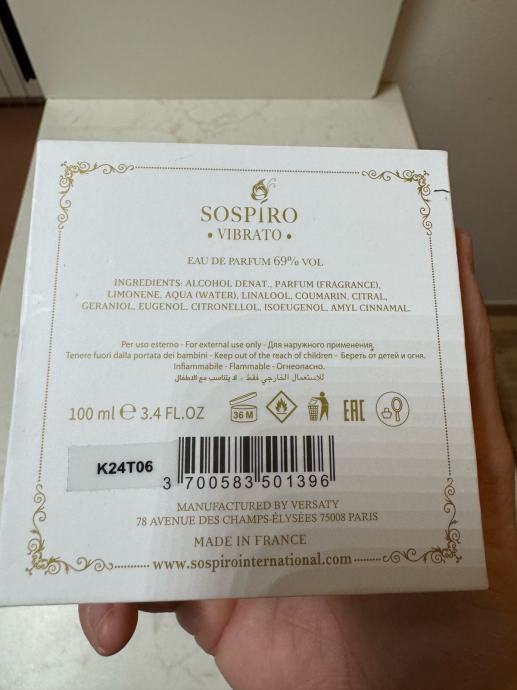 SOSPIRO
• VIBRATO •
EAU DE PARFUM 69% VOL
INGREDIENTS: ALCOHOL DENAT., PARFUM (FRAGRANCE),
LIMONENE, AQUA (WATER), LINALOOL, COUMARIN, CITRAL,
GERANIOL, EUGENOL, CITRONELLOL, ISOEUGENOL, AMYL CINNAMAL.
Per uso esterno - For external use only - Для наружного применения.
Tenere fuori dalla portata dei bambini - Keep out of the reach of children - Беречь от детей и огня.
Infiammabile - Flammable - Огнеопасно.
للإستعمال الخارجي فقط - لا يتناسب مع الاطفال
100 ml ℮ 3.4 FL.OZ 36 M EAC
K24T06
3 700583 501396
MANUFACTURED BY VERSATY
78 AVENUE DES CHAMPS-ÉLYSÉES 75008 PARIS
MADE IN FRANCE
www.sospirointernational.com